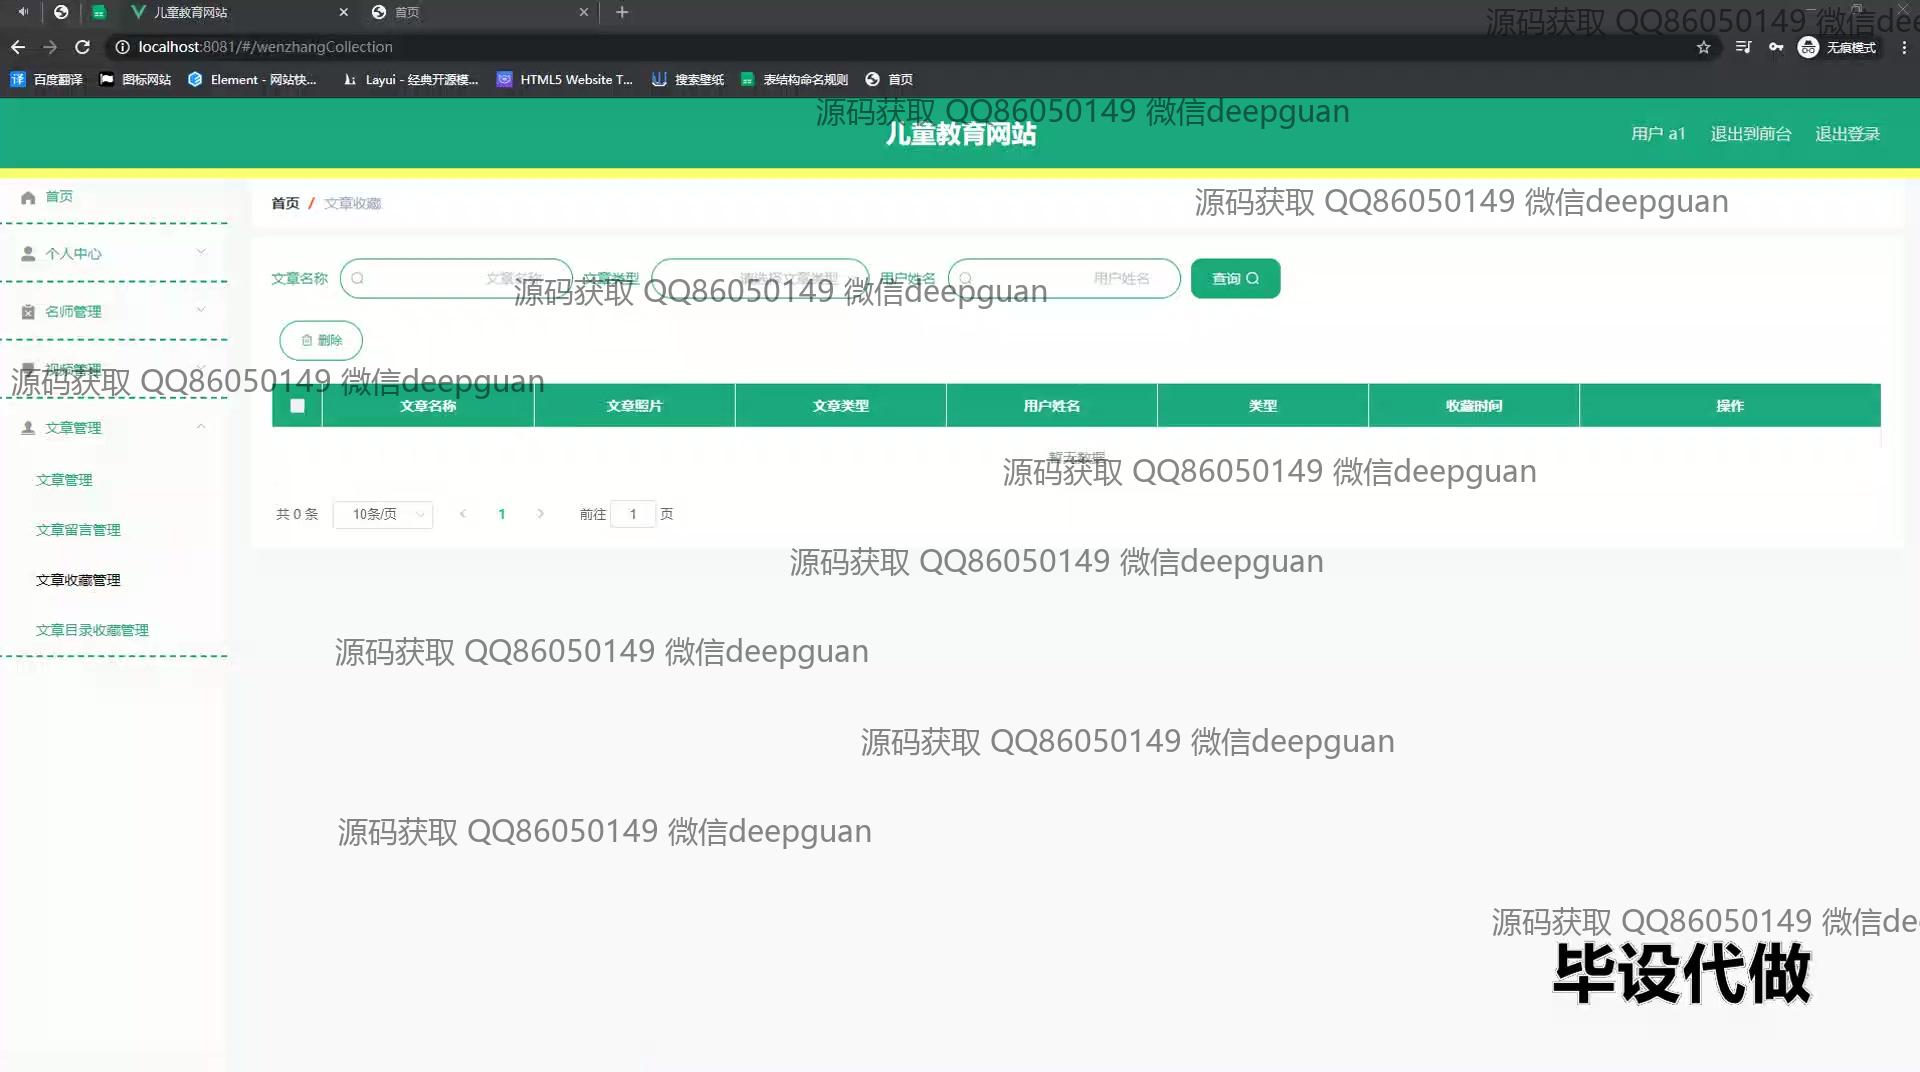 儿童教育网站
首页
localhost:8081/#/wenzhangCollection
无痕模式
百度翻译
图标网站
Element - 网站快...
Layui - 经典开源模...
HTML5 Website T...
搜索壁纸
表结构命名规则
首页
源码获取 QQ86050149 微信dee
源码获取 QQ86050149 微信deepguan
儿童教育网站
用户 a1
退出到前台
退出登录
首页
首页 / 文章收藏
源码获取 QQ86050149 微信deepguan
个人中心
文章名称
文章名称
文章类型
请选择文章类型
用户姓名
用户姓名
查询
源码获取 QQ86050149 微信deepguan
名师管理
删除
视频管理
源码获取 QQ86050149 微信deepguan
文章名称
文章照片
文章类型
用户姓名
类型
收藏时间
操作
文章管理
暂无数据
源码获取 QQ86050149 微信deepguan
文章管理
共 0 条
10条/页
1
前往 1 页
文章留言管理
源码获取 QQ86050149 微信deepguan
文章收藏管理
文章目录收藏管理
源码获取 QQ86050149 微信deepguan
源码获取 QQ86050149 微信deepguan
源码获取 QQ86050149 微信deepguan
源码获取 QQ86050149 微信dee
毕设代做